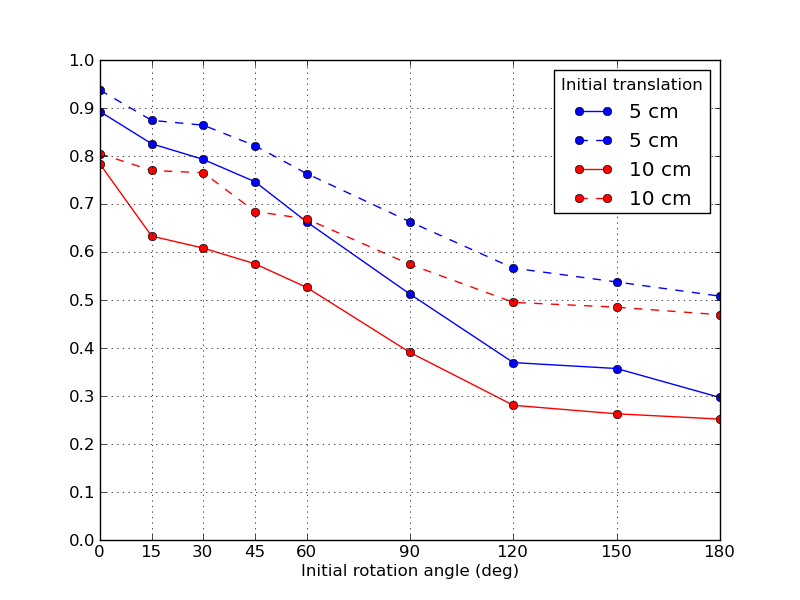 1.0
0.9
0.8
0.7
0.6
0.5
0.4
0.3
0.2
0.1
0.0
Initial translation
5 cm
5 cm
10 cm
10 cm
0 15 30 45 60 90 120 150 180
Initial rotation angle (deg)